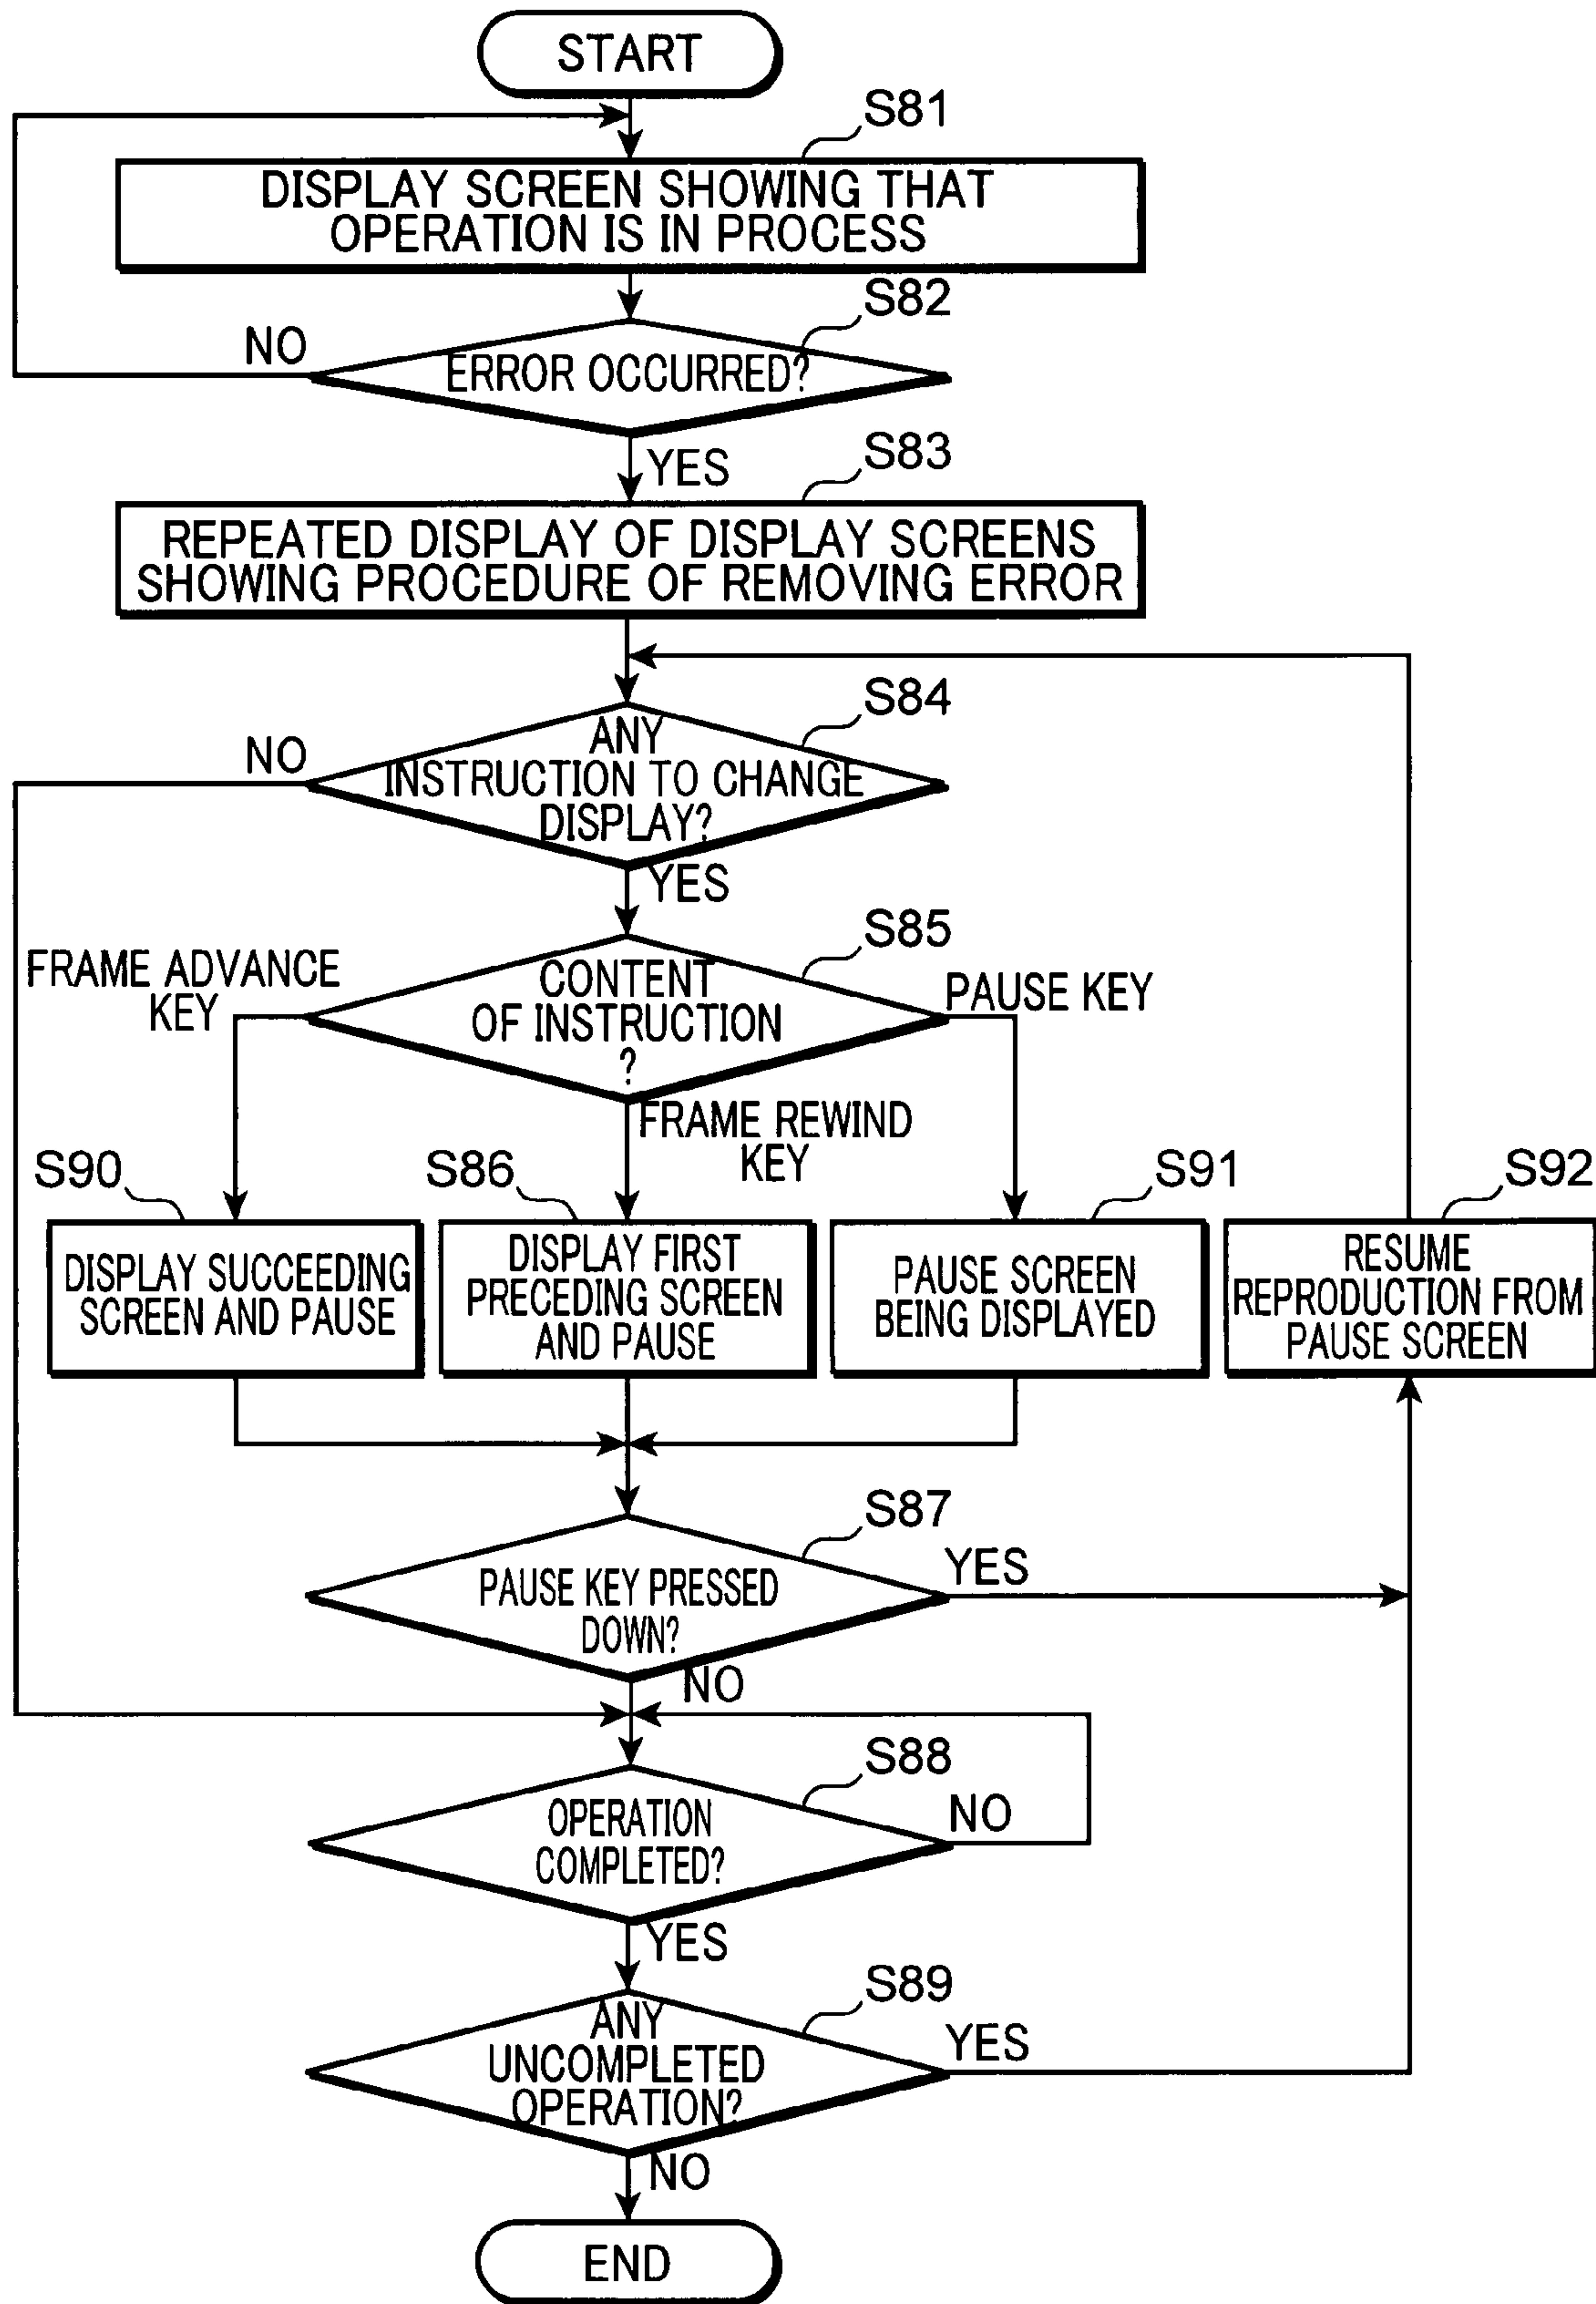 START
S81
DISPLAY SCREEN SHOWING THAT
OPERATION IS IN PROCESS
S82
NO
ERROR OCCURRED?
YES
S83
REPEATED DISPLAY OF DISPLAY SCREENS
SHOWING PROCEDURE OF REMOVING ERROR
S84
NO
ANY
INSTRUCTION TO CHANGE
DISPLAY?
YES
S85
FRAME ADVANCE
KEY
CONTENT
OF INSTRUCTION
?
PAUSE KEY
FRAME REWIND
KEY
S90
DISPLAY SUCCEEDING
SCREEN AND PAUSE
S86
DISPLAY FIRST
PRECEDING SCREEN
AND PAUSE
S91
PAUSE SCREEN
BEING DISPLAYED
S92
RESUME
REPRODUCTION FROM
PAUSE SCREEN
S87
PAUSE KEY PRESSED
DOWN?
YES
NO
S88
OPERATION
COMPLETED?
NO
YES
S89
ANY
UNCOMPLETED
OPERATION?
YES
NO
END